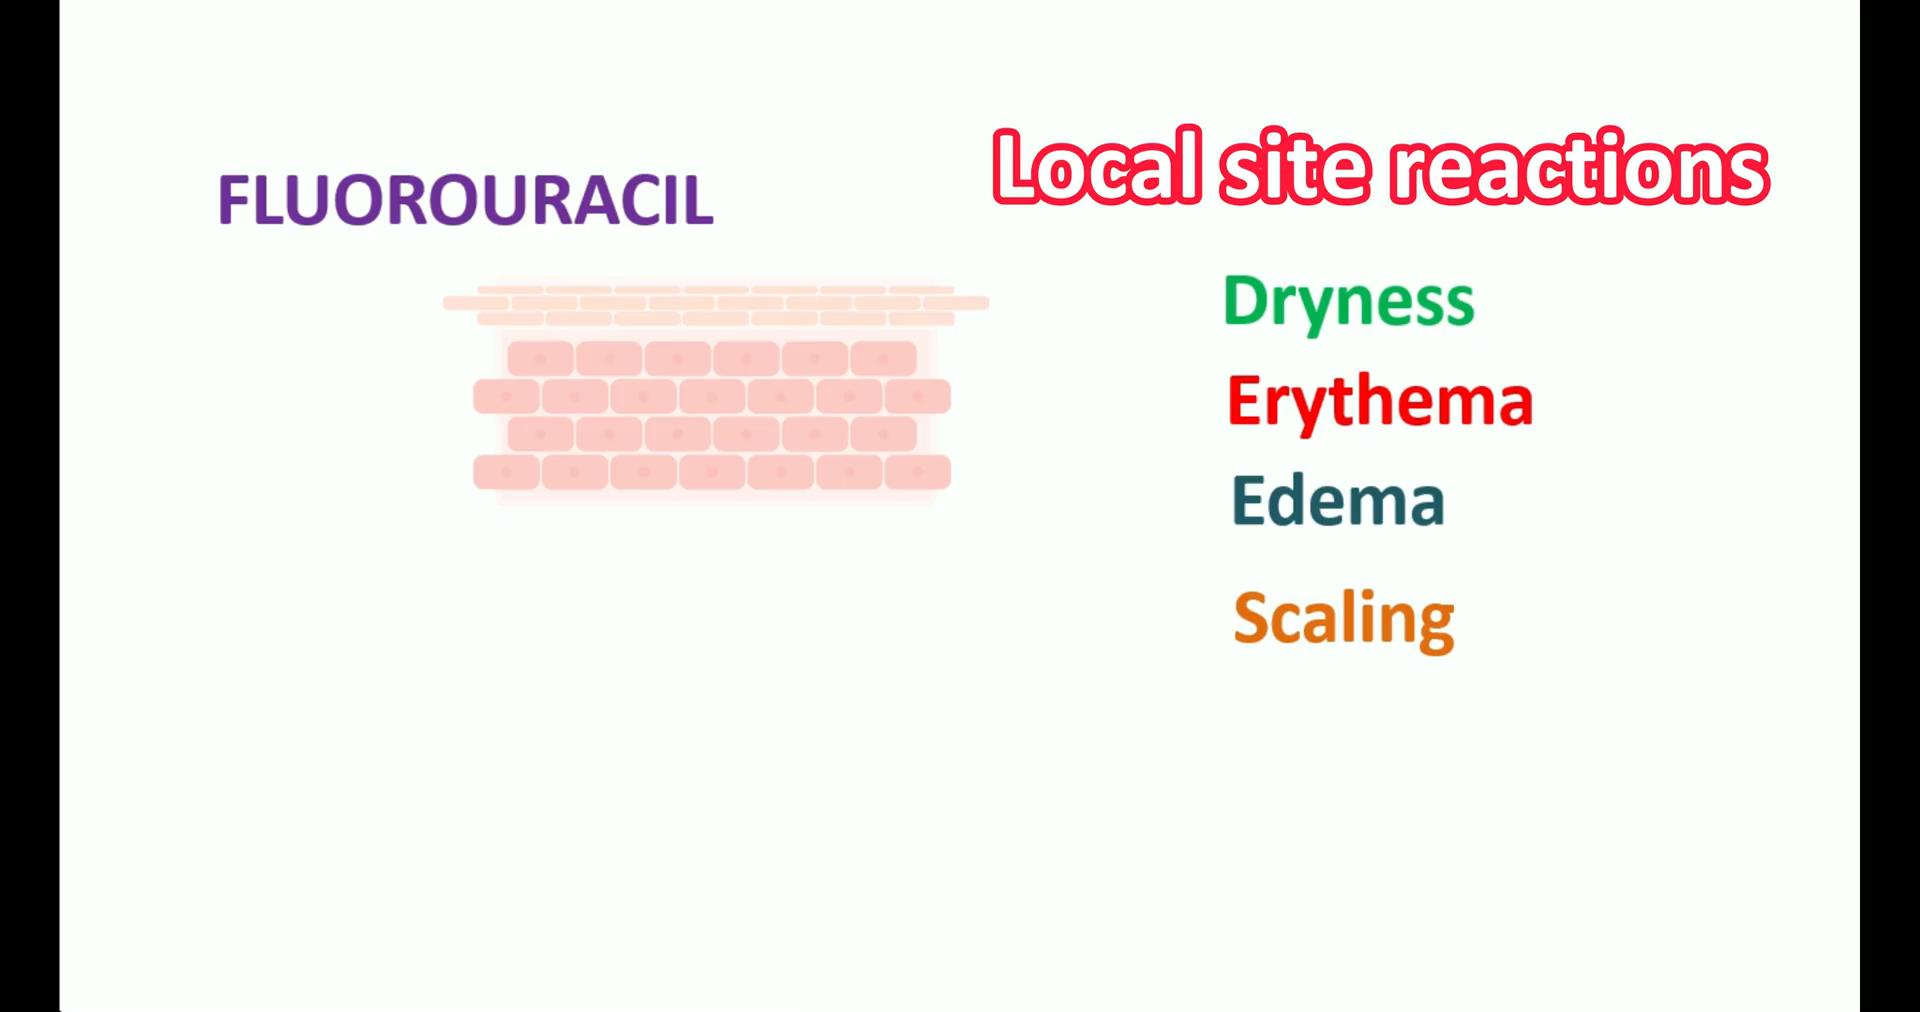 FLUOROURACIL
Local site reactions
Dryness
Erythema
Edema
Scaling